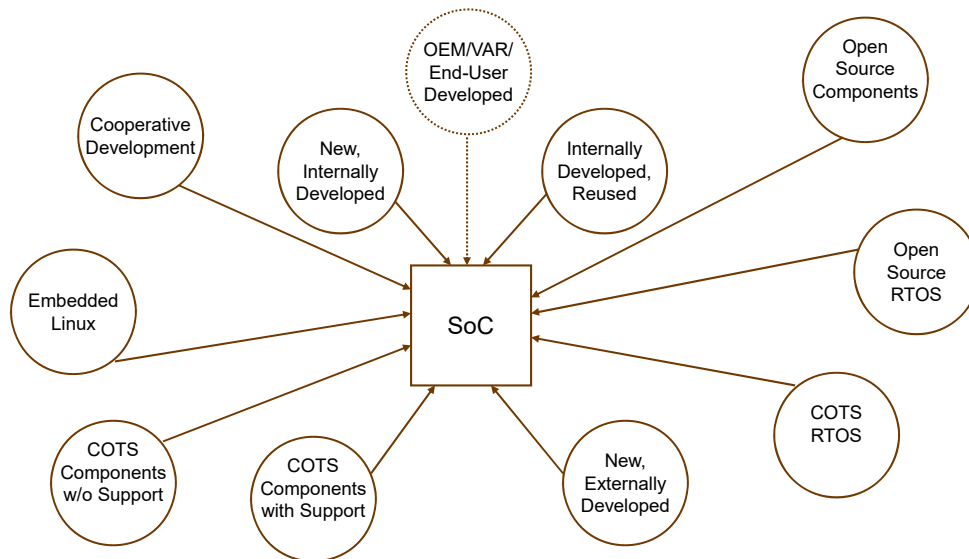 OEM/VAR/
End-User
Developed
Open
Source
Components
Cooperative
Development
New,
Internally
Developed
Internally
Developed,
Reused
Embedded
Linux
SoC
Open
Source
RTOS
COTS
Components
w/o Support
COTS
Components
with Support
New,
Externally
Developed
COTS
RTOS